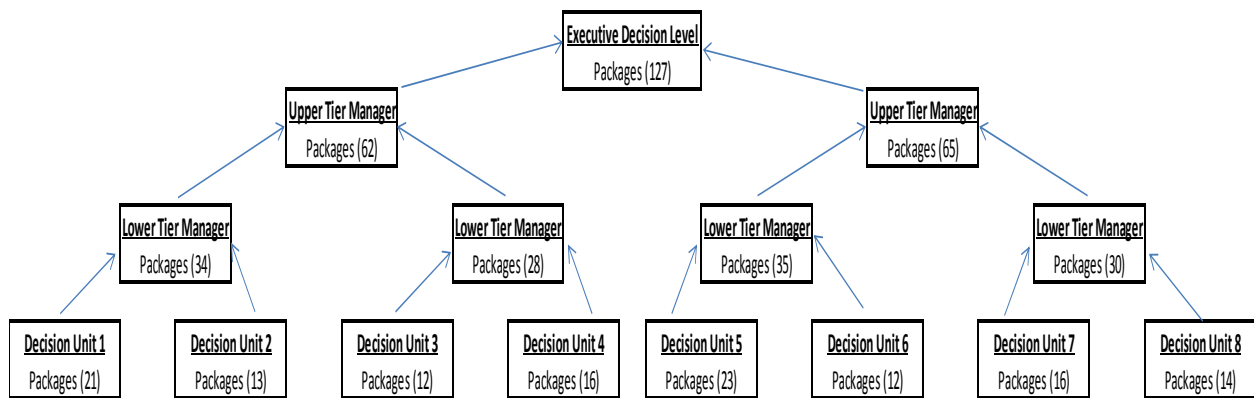 Executive Decision Level
Packages (127)
Upper Tier Manager
Packages (62)
Upper Tier Manager
Packages (65)
Lower Tier Manager
Packages (34)
Lower Tier Manager
Packages (28)
Lower Tier Manager
Packages (35)
Lower Tier Manager
Packages (30)
Decision Unit 1
Packages (21)
Decision Unit 2
Packages (13)
Decision Unit 3
Packages (12)
Decision Unit 4
Packages (16)
Decision Unit 5
Packages (23)
Decision Unit 6
Packages (12)
Decision Unit 7
Packages (16)
Decision Unit 8
Packages (14)